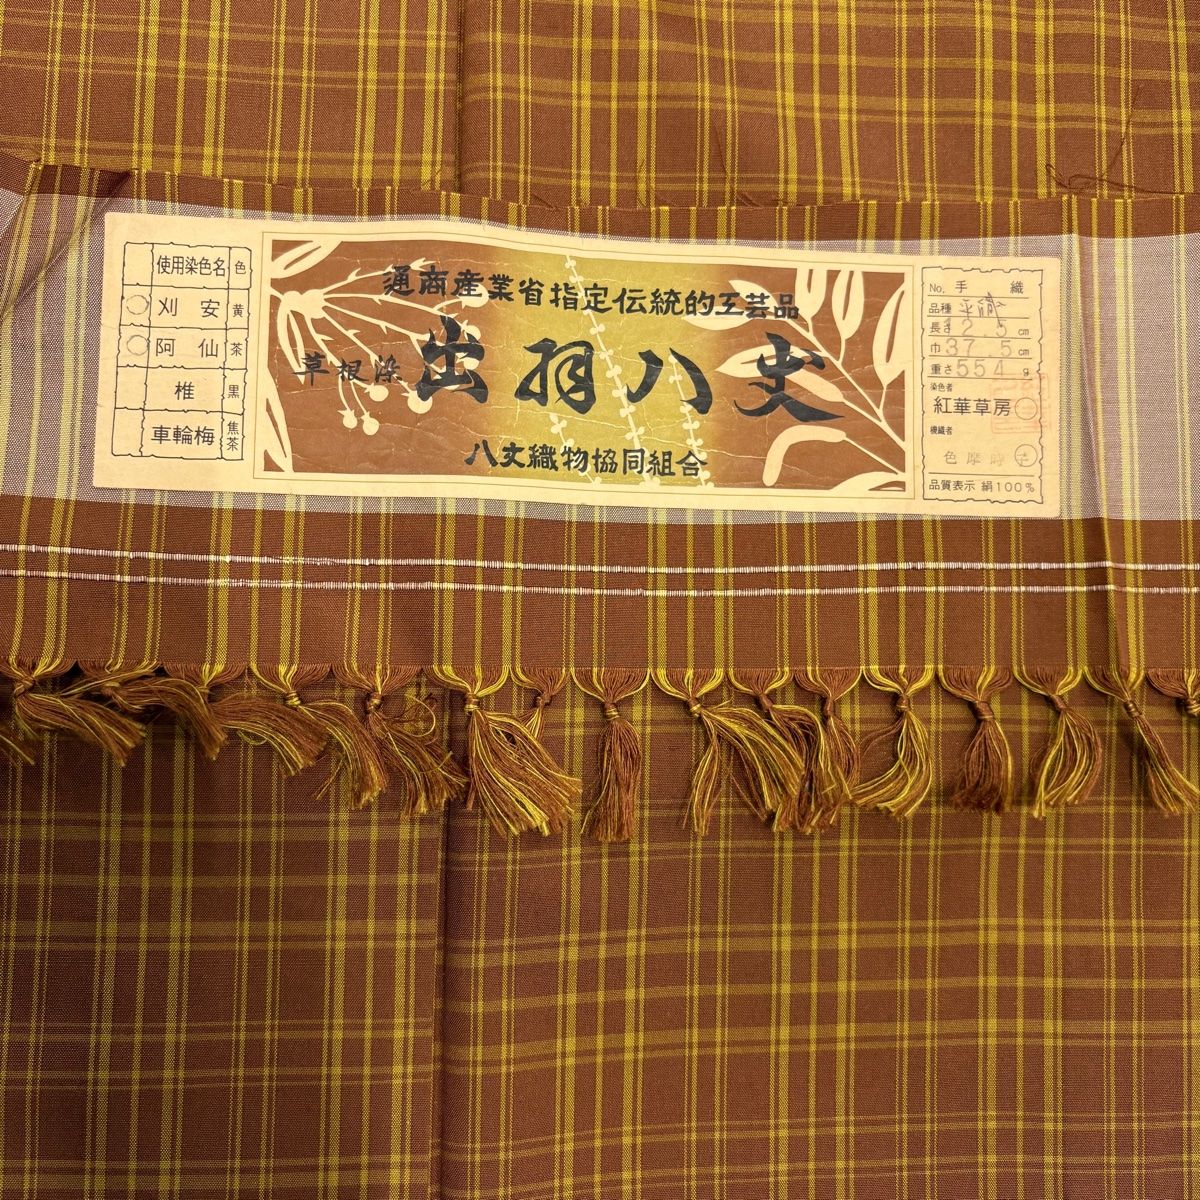 使用染色名 色
刈安 黄
阿仙 茶
椎 黒
車輪梅 焦茶
通商産業省指定伝統的工芸品
草根染 出羽八丈
八丈織物協同組合
No. 手織
品種 平織
長さ 12 5 cm
巾 37.5 cm
重さ 554 g
染色者
紅華草房
機織者
品質表示 絹100%